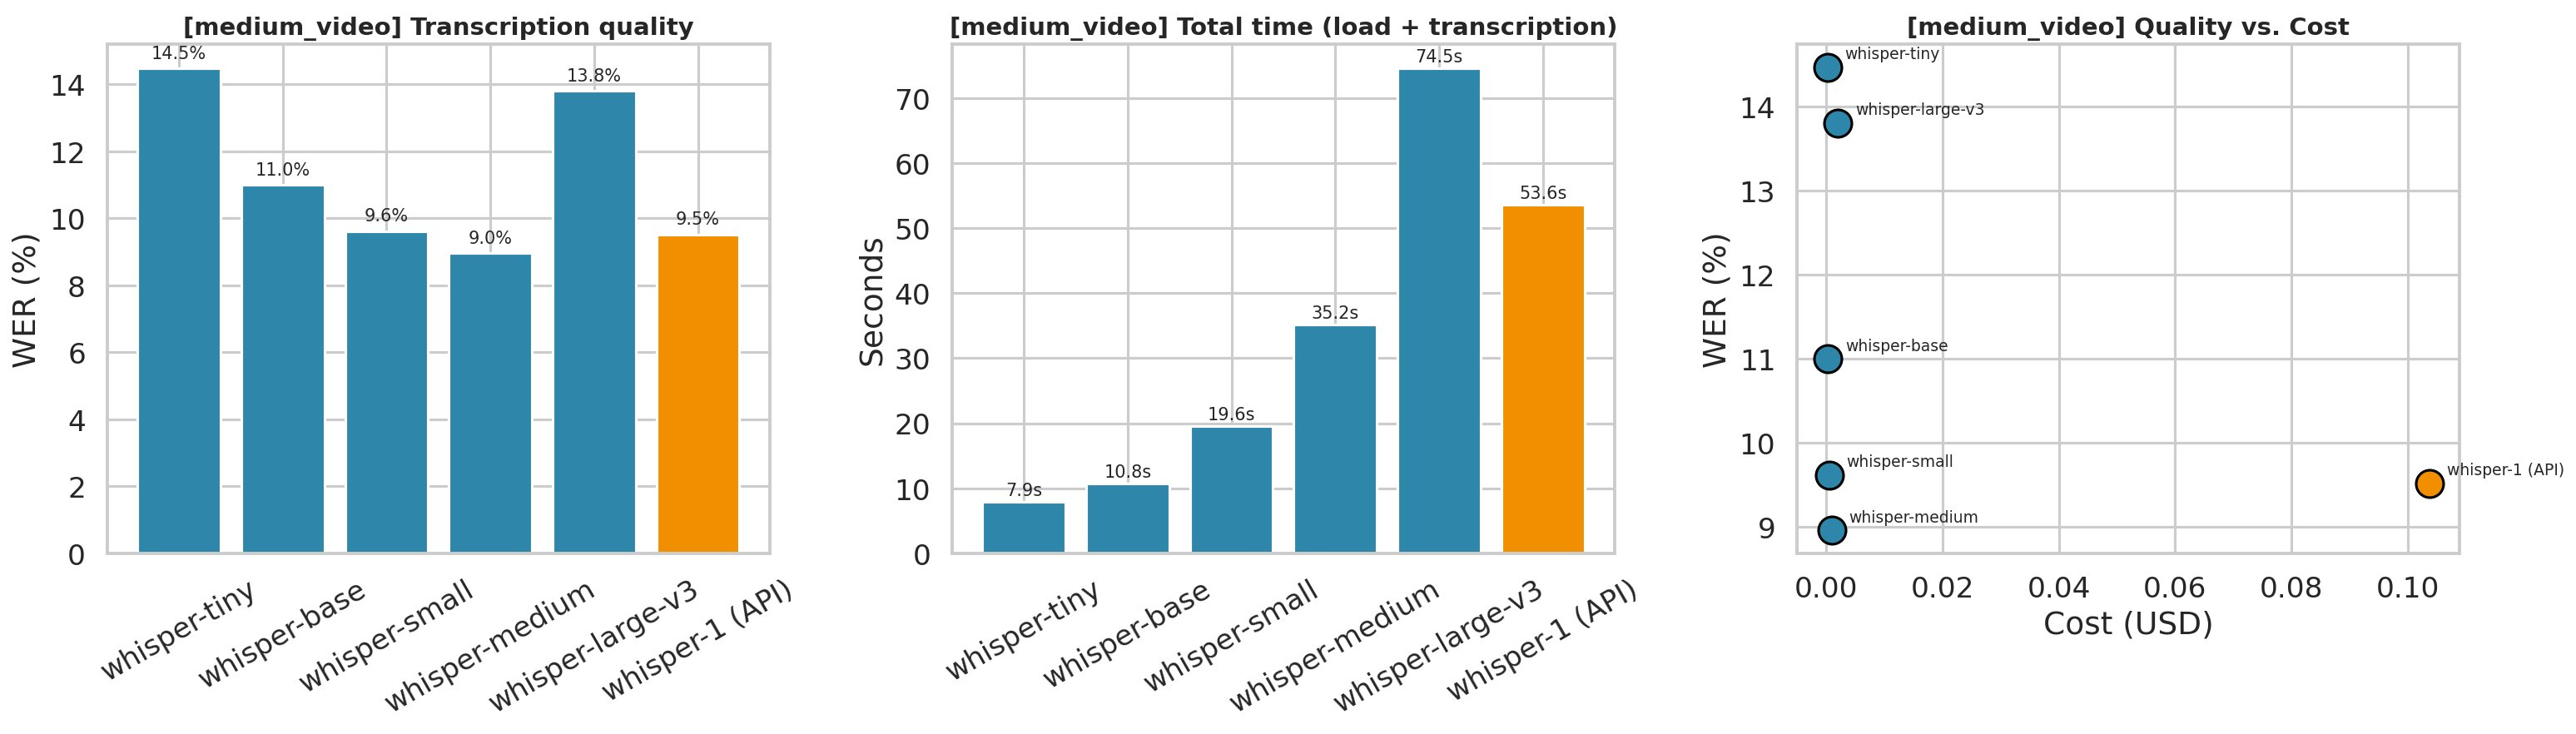 [medium_video] Transcription quality
WER (%)
14
12
10
8
6
4
2
0
14.5%
11.0%
9.6%
9.0%
13.8%
9.5%
whisper-tiny
whisper-base
whisper-small
whisper-medium
whisper-large-v3
whisper-1 (API)
[medium_video] Total time (load + transcription)
Seconds
70
60
50
40
30
20
10
0
7.9s
10.8s
19.6s
35.2s
74.5s
53.6s
whisper-tiny
whisper-base
whisper-small
whisper-medium
whisper-large-v3
whisper-1 (API)
[medium_video] Quality vs. Cost
WER (%)
14
13
12
11
10
9
whisper-tiny
whisper-large-v3
whisper-base
whisper-small
whisper-1 (API)
whisper-medium
0.00 0.02 0.04 0.06 0.08 0.10
Cost (USD)